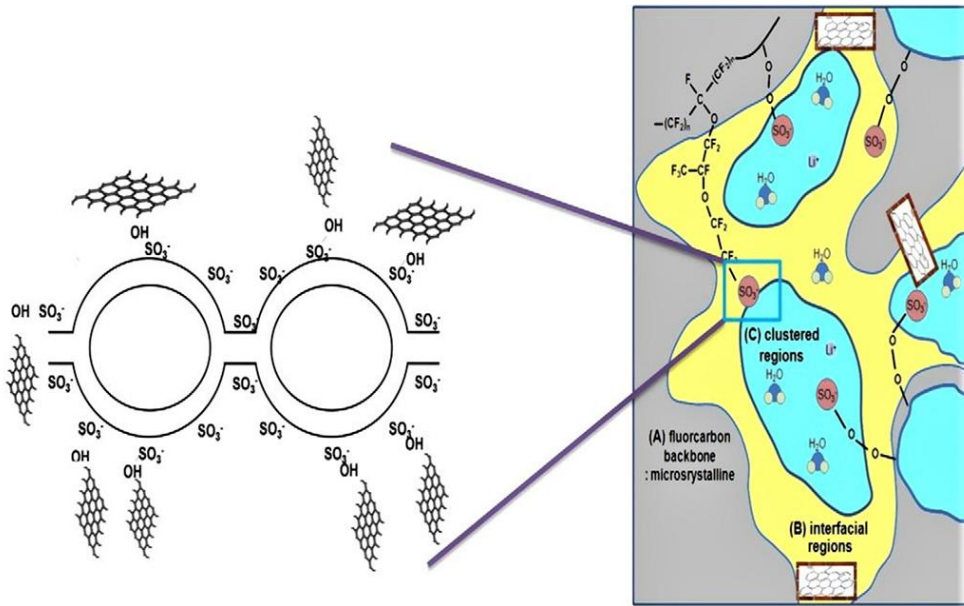 OH
SO₃⁻
SO₃⁻
SO₃⁻
OH
SO₃⁻
SO₃⁻
SO₃⁻
OH
OH
SO₃⁻
SO₃⁻
SO₃⁻
SO₃⁻
SO₃⁻
SO₃⁻
SO₃⁻
SO₃⁻
SO₃⁻
SO₃⁻
SO₃⁻
SO₃⁻
SO₃⁻
OH
OH
OH
OH
F
(CF₂)ₙ
C
—(CF₂)ₙ
O
CF₂
F₃C—CF
O
CF₂
CF₂
SO₃⁻
O
O
SO₃⁻
H₂O
Li⁺
H₂O
O
O
SO₃⁻
H₂O
H₂O
SO₃⁻
O
O
(C) clustered
regions
Li⁺
H₂O
SO₃⁻
O
O
H₂O
(A) fluorcarbon
backbone
: microsrystalline
(B) interfacial
regions